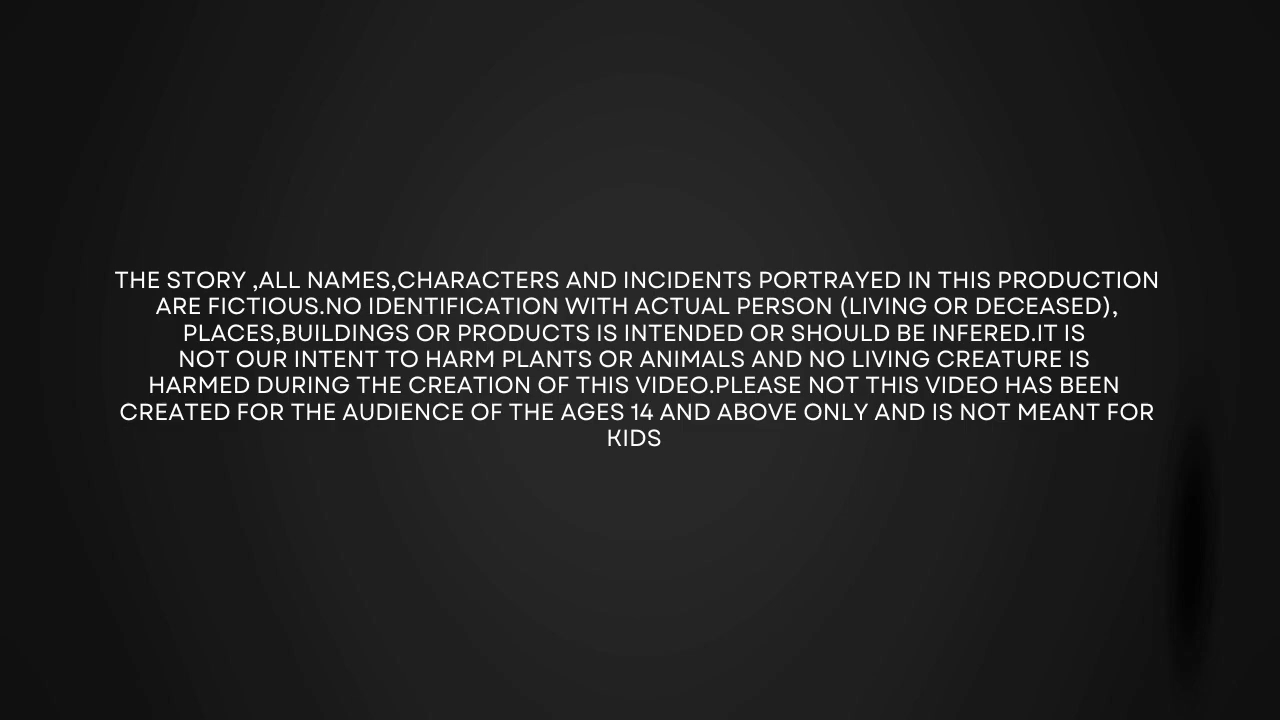 THE STORY ,ALL NAMES,CHARACTERS AND INCIDENTS PORTRAYED IN THIS PRODUCTION
ARE FICTIOUS.NO IDENTIFICATION WITH ACTUAL PERSON (LIVING OR DECEASED),
PLACES,BUILDINGS OR PRODUCTS IS INTENDED OR SHOULD BE INFERED.IT IS
NOT OUR INTENT TO HARM PLANTS OR ANIMALS AND NO LIVING CREATURE IS
HARMED DURING THE CREATION OF THIS VIDEO.PLEASE NOT THIS VIDEO HAS BEEN
CREATED FOR THE AUDIENCE OF THE AGES 14 AND ABOVE ONLY AND IS NOT MEANT FOR
KIDS